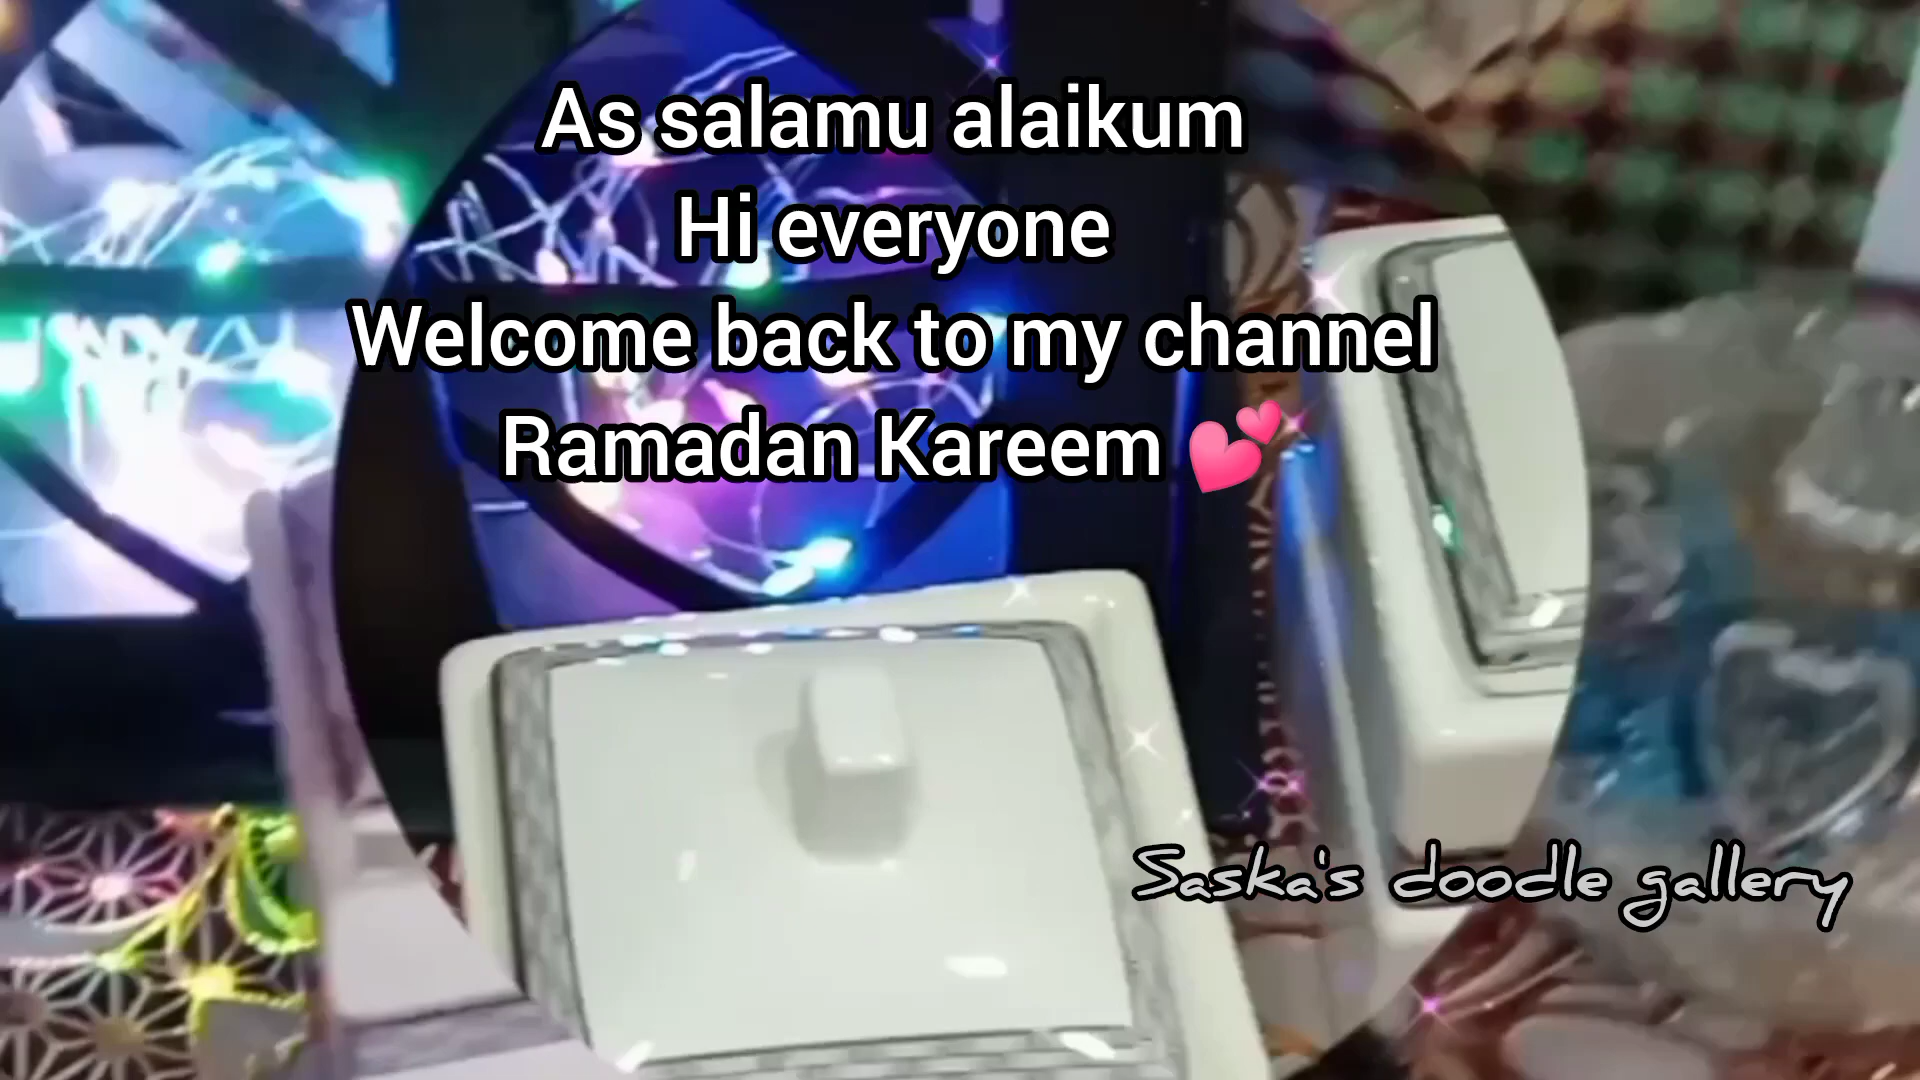 As salamu alaikum
Hi everyone
Welcome back to my channel
Ramadan Kareem 💕
Saska's doodle gallery